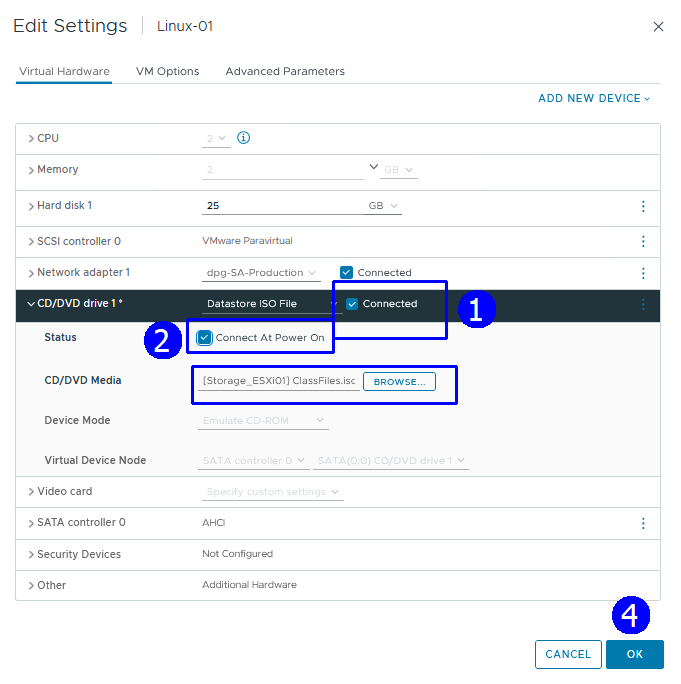 Edit Settings Linux-01
Virtual Hardware VM Options Advanced Parameters
ADD NEW DEVICE
CPU 2
Memory 2 GB
Hard disk 1 25 GB
SCSI controller 0 VMware Paravirtual
Network adapter 1 dpg-SA-Production Connected
CD/DVD drive 1 * Datastore ISO File Connected 1
2 Status Connect At Power On
CD/DVD Media [Storage_ESXi01] ClassFiles.isc BROWSE...
Device Mode Emulate CD-ROM
Virtual Device Node SATA controller 0 SATA(0:0) CD/DVD drive 1
Video card Specify custom settings
SATA controller 0 AHCI
Security Devices Not Configured
Other Additional Hardware
4
CANCEL OK